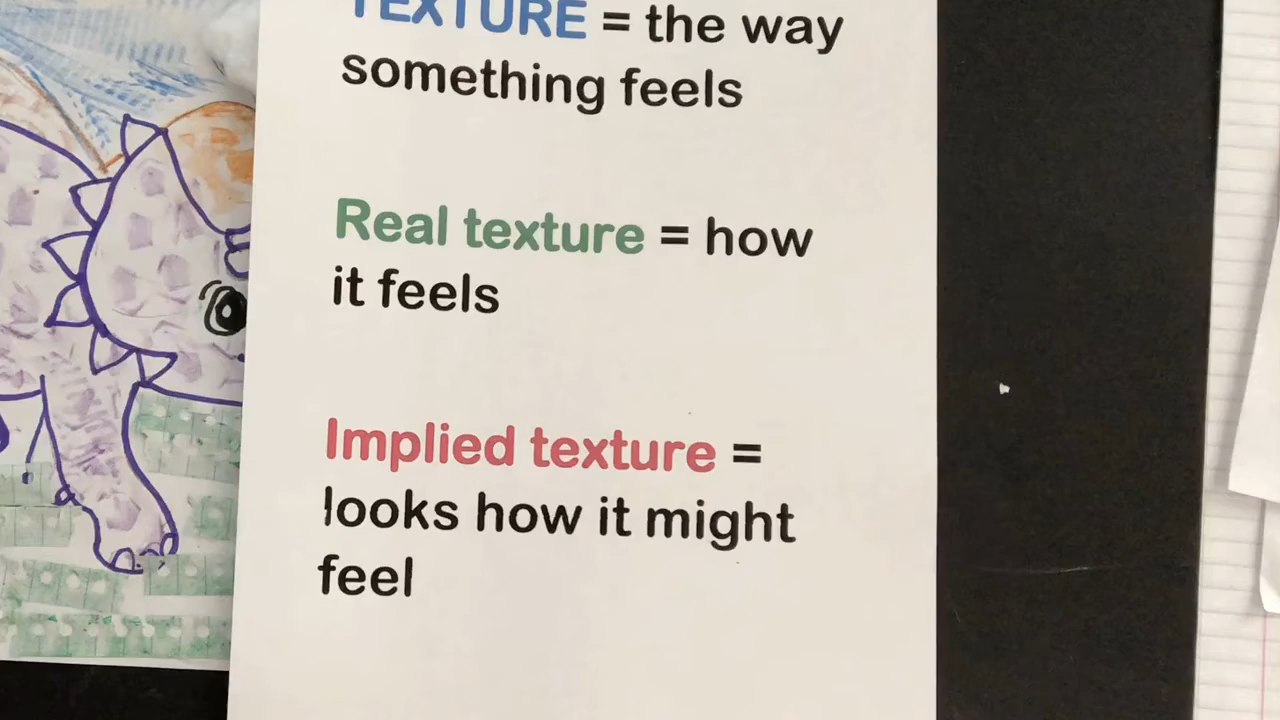 TEXTURE = the way
something feels
Real texture = how
it feels
Implied texture =
looks how it might
feel